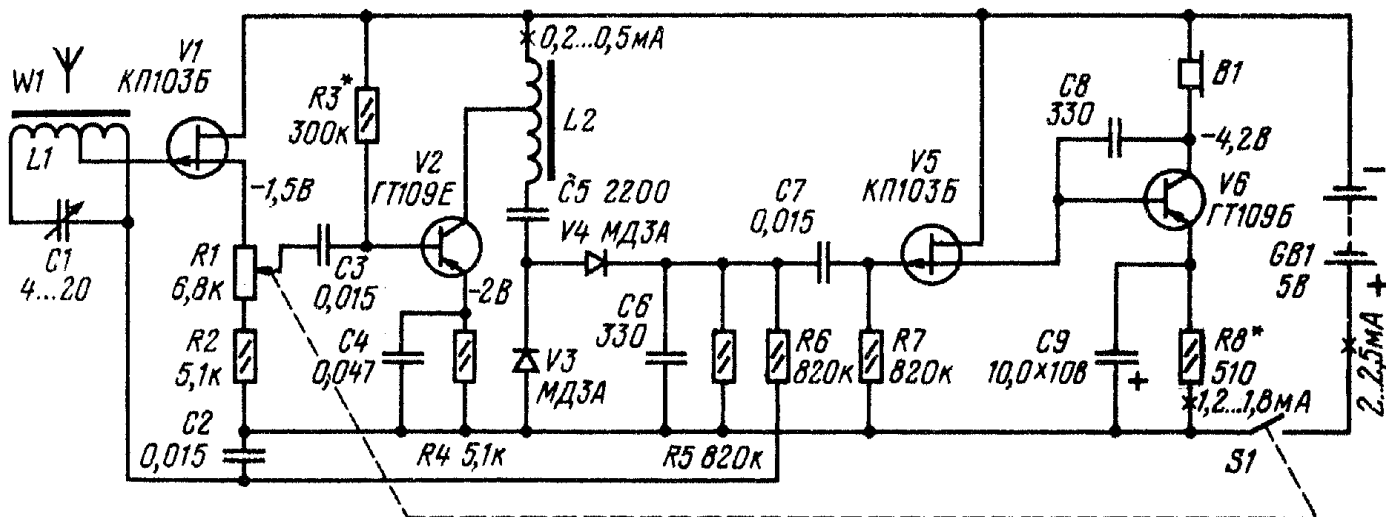 W1
V1
КП103Б
R3*
300к
0,2...0,5мА
L2
В1
C8
330
L1
V2
ГТ109Е
-1,5В
C5 2200
V4 МД3А
C7
0,015
V5
КП103Б
-4,2В
V6
ГТ109Б
-
C1
4...20
R1
6,8к
C3
0,015
-2В
GB1
5В
+
R2
5,1к
C4
0,047
V3
МД3А
C6
330
R6
820к
R7
820к
C9
10,0×10В
+
R8*
510
1,2...1,8мА
2...2,5мА
C2
0,015
R4 5,1к
R5 820к
S1